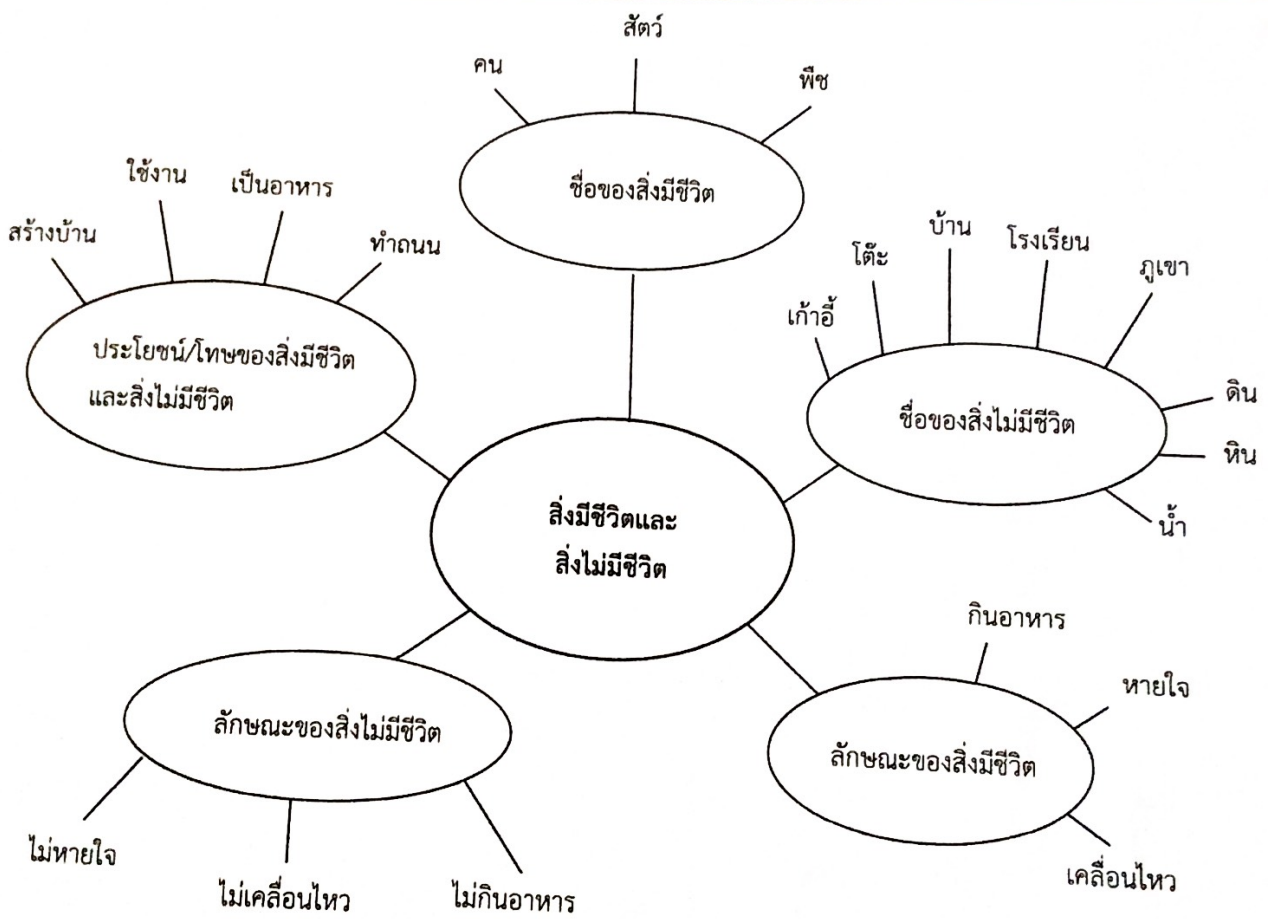 สัตว์
คน
พืช
ชื่อของสิ่งมีชีวิต
ใช้งาน
เป็นอาหาร
สร้างบ้าน
ทำถนน
ประโยชน์/โทษของสิ่งมีชีวิต
และสิ่งไม่มีชีวิต
เก้าอี้
โต๊ะ
บ้าน
โรงเรียน
ภูเขา
ดิน
หิน
น้ำ
ชื่อของสิ่งไม่มีชีวิต
สิ่งมีชีวิตและ
สิ่งไม่มีชีวิต
กินอาหาร
หายใจ
เคลื่อนไหว
ลักษณะของสิ่งมีชีวิต
ลักษณะของสิ่งไม่มีชีวิต
ไม่หายใจ
ไม่เคลื่อนไหว
ไม่กินอาหาร